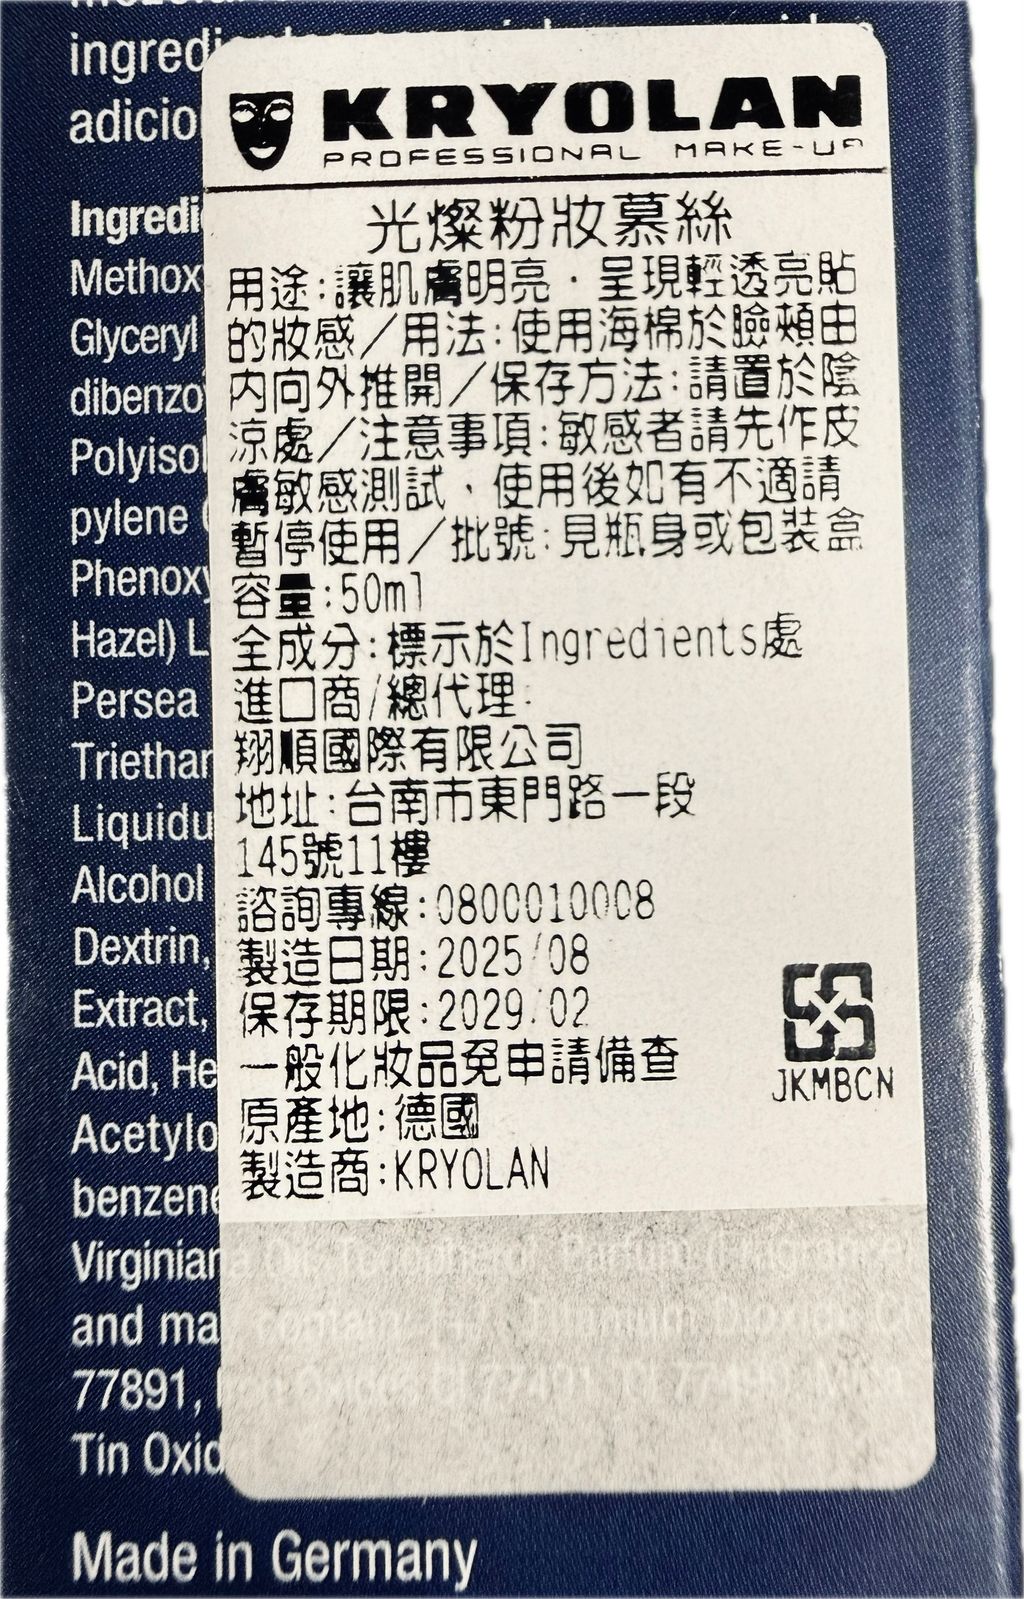 ingred
adicio
KRYOLAN
PROFESSIONAL MAKE-UP
光燦粉妝慕絲
用途:讓肌膚明亮,呈現輕透亮貼
的妝感/用法:使用海棉於臉頰由
內向外推開/保存方法:請置於陰
涼處/注意事項:敏感者請先作皮
膚敏感測試,使用後如有不適請
暫停使用/批號:見瓶身或包裝盒
容量:50ml
全成分:標示於Ingredients處
進口商/總代理:
翔順國際有限公司
地址:台南市東門路一段
145號11樓
諮詢專線:0800010008
製造日期:2025/08
保存期限:2029/02
一般化妝品免申請備查
原產地:德國
製造商:KRYOLAN
JKMBCN
Ingredi
Methox
Glyceryl
dibenzo
Polyisol
pylene
Phenoxy
Hazel) L
Persea
Triethan
Liquidu
Alcohol
Dextrin,
Extract,
Acid, He
Acetylo
benzene
Virginian
and ma
77891,
Tin Oxid
Made in Germany